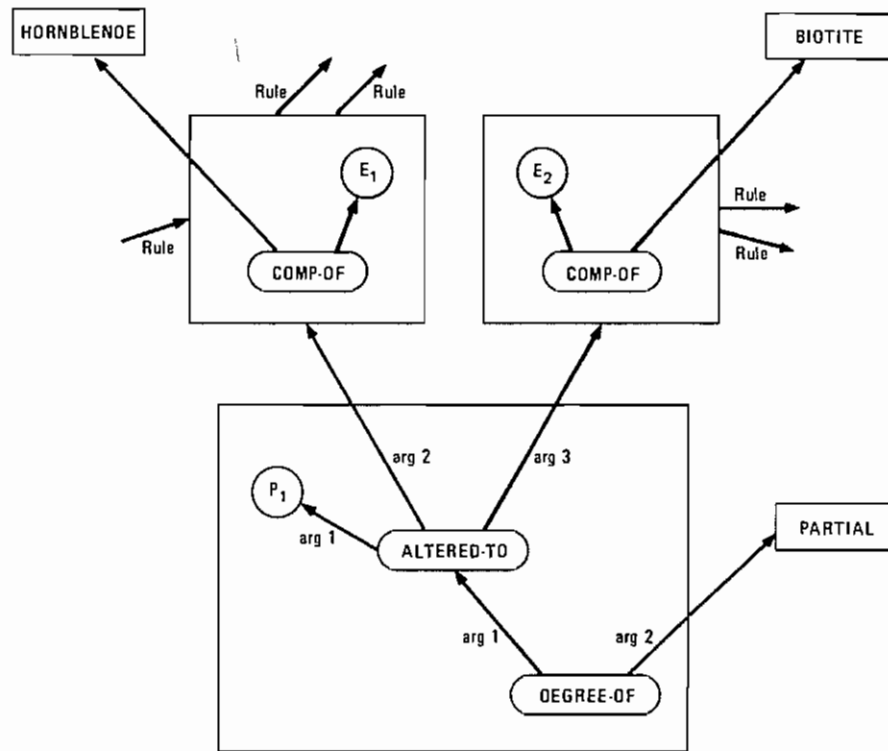 HORNBLENOE
BIOTITE
Rule
Rule
E1
E2
Rule
Rule
Rule
COMP-OF
COMP-OF
arg 2
arg 3
P1
arg 1
ALTERED-TO
PARTIAL
arg 1
arg 2
OEGREE-OF